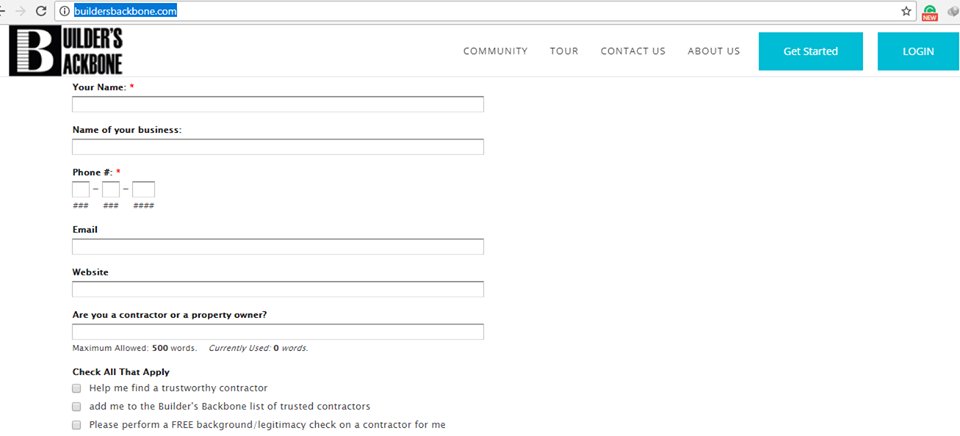 buildersbackbone.com
NEW
BUILDER'S
BACKBONE
COMMUNITY TOUR CONTACT US ABOUT US Get Started LOGIN
Your Name: *
Name of your business:
Phone #: *
– –
### ### ####
Email
Website
Are you a contractor or a property owner?
Maximum Allowed: 500 words. Currently Used: 0 words.
Check All That Apply
Help me find a trustworthy contractor
add me to the Builder's Backbone list of trusted contractors
Please perform a FREE background/legitimacy check on a contractor for me